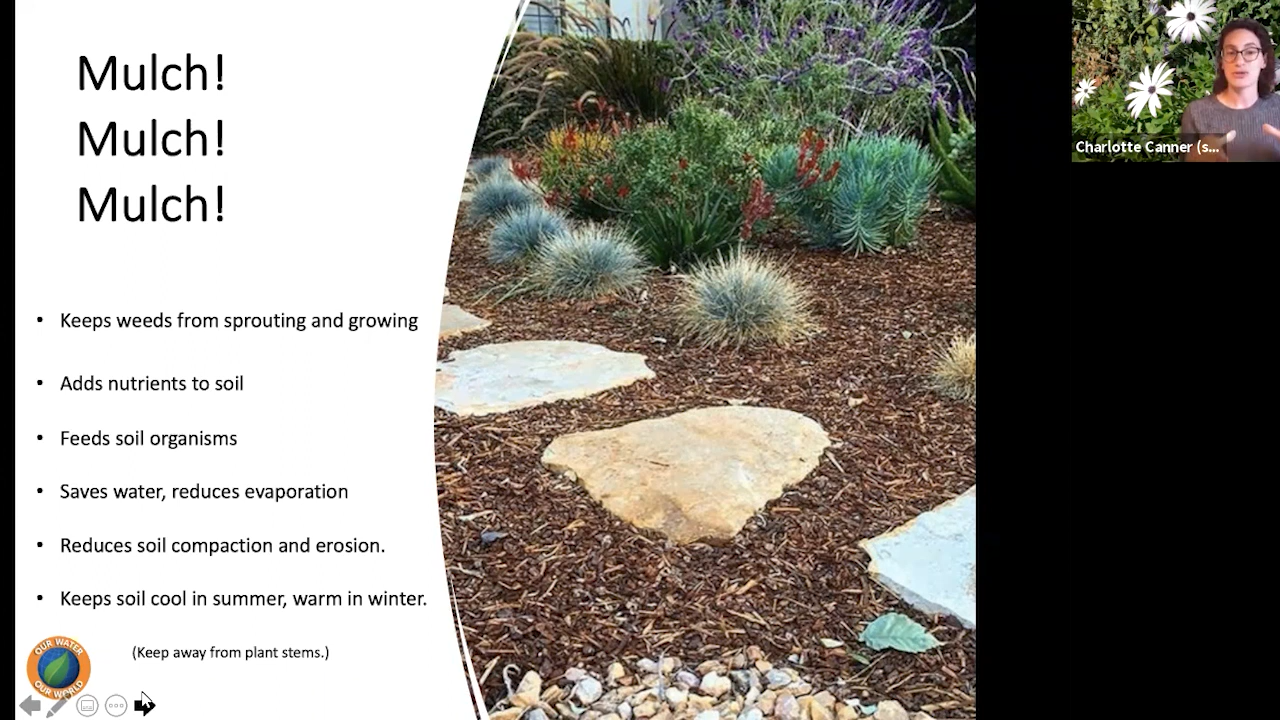 Mulch!
Mulch!
Mulch!
• Keeps weeds from sprouting and growing
• Adds nutrients to soil
• Feeds soil organisms
• Saves water, reduces evaporation
• Reduces soil compaction and erosion.
• Keeps soil cool in summer, warm in winter.
(Keep away from plant stems.)
OUR WATER
OUR WORLD
Charlotte Canner (s...